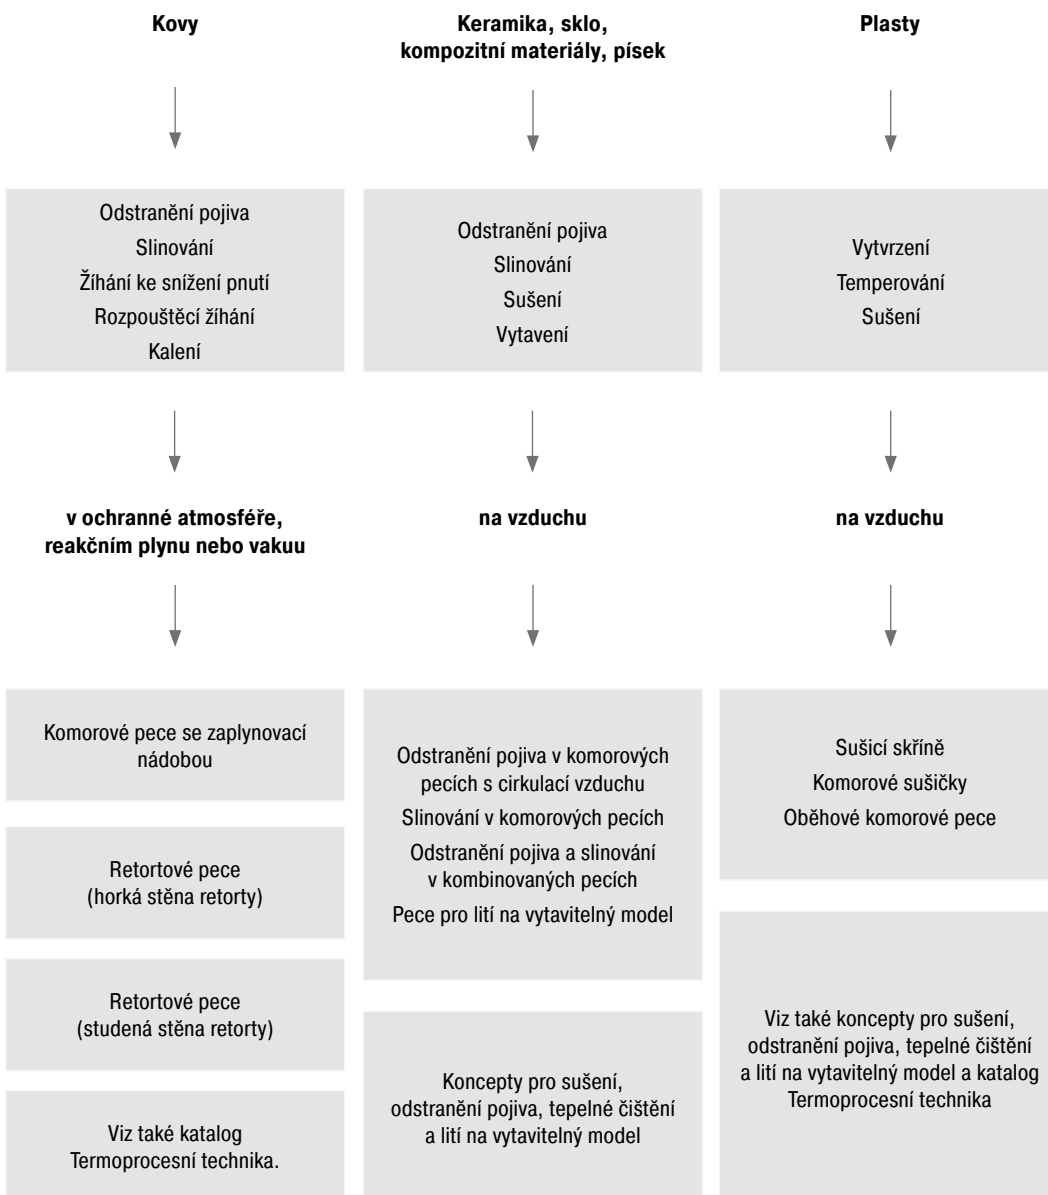 Kovy
Keramika, sklo,
kompozitní materiály, písek
Plasty
Odstranění pojiva
Slinování
Žíhání ke snížení pnutí
Rozpouštěcí žíhání
Kalení
Odstranění pojiva
Slinování
Sušení
Vytavení
Vytvrzení
Temperování
Sušení
v ochranné atmosféře,
reakčním plynu nebo vakuu
na vzduchu
na vzduchu
Komorové pece se zaplynovací
nádobou
Retortové pece
(horká stěna retorty)
Retortové pece
(studená stěna retorty)
Viz také katalog
Termoprocesní technika.
Odstranění pojiva v komorových
pecích s cirkulací vzduchu
Slinování v komorových pecích
Odstranění pojiva a slinování
v kombinovaných pecích
Pece pro lití na vytavitelný model
Koncepty pro sušení,
odstranění pojiva, tepelné čištění
a lití na vytavitelný model
Sušicí skříně
Komorové sušičky
Oběhové komorové pece
Viz také koncepty pro sušení,
odstranění pojiva, tepelné čištění
a lití na vytavitelný model a katalog
Termoprocesní technika